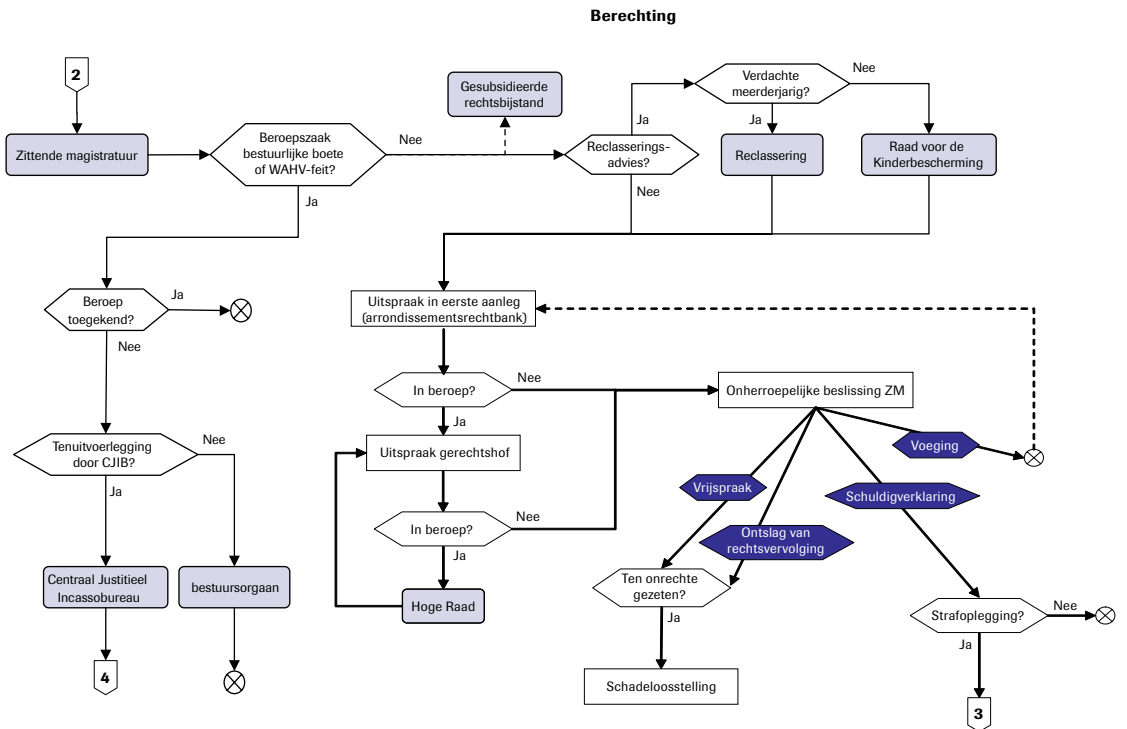 Berechting
2
Zittende magistratuur
Beroepszaak
bestuurlijke boete
of WAHV-feit?
Nee
Ja
Gesubsidieerde
rechtsbijstand
Reclasserings-
advies?
Ja
Nee
Verdachte
meerderjarig?
Nee
Ja
Reclassering
Raad voor de
Kinderbescherming
Beroep
toegekend?
Ja
Nee
Uitspraak in eerste aanleg
(arrondissementsrechtbank)
In beroep?
Nee
Ja
Onherroepelijke beslissing ZM
Tenuitvoerlegging
door CJIB?
Nee
Ja
Uitspraak gerechtshof
Voeging
Vrijspraak
Schuldigverklaring
In beroep?
Nee
Ja
Ontslag van
rechtsvervolging
Centraal Justitieel
Incassobureau
bestuursorgaan
Hoge Raad
Ten onrechte
gezeten?
Ja
Strafoplegging?
Nee
Ja
4
Schadeloosstelling
3